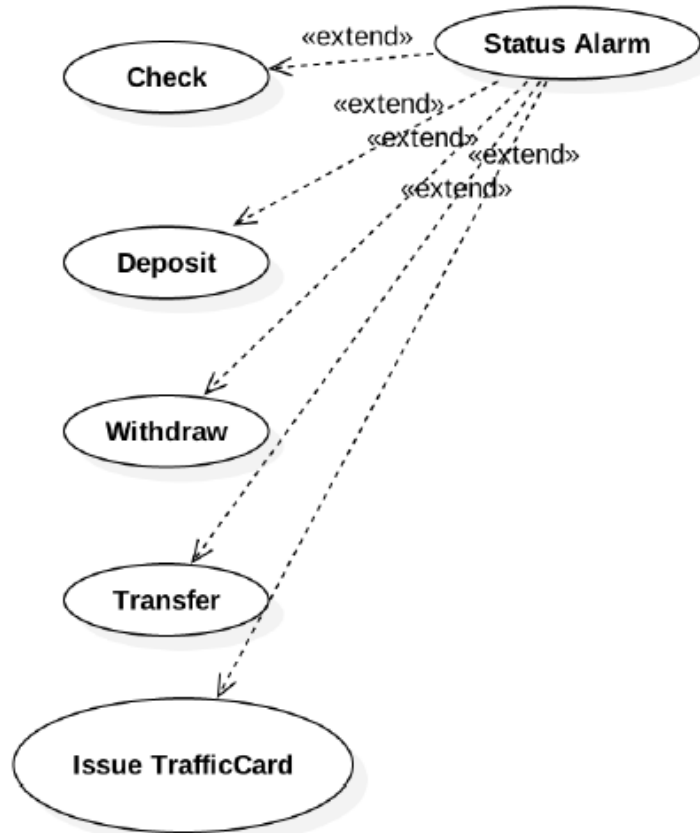 «extend»
Status Alarm
Check
«extend»
«extend»
«extend»
«extend»
Deposit
Withdraw
Transfer
Issue TrafficCard